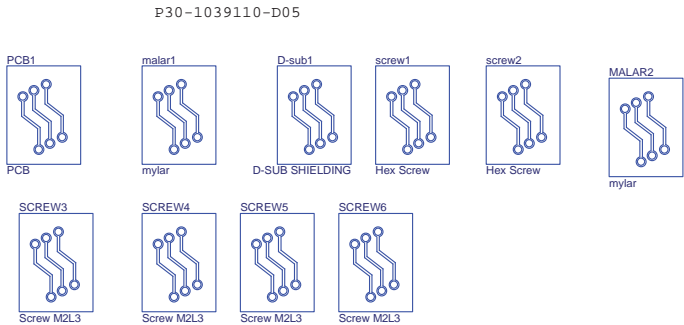 P30-1039110-D05
PCB1 malar1 D-sub1 screw1 screw2
MALAR2
PCB mylar D-SUB SHIELDING Hex Screw Hex Screw
mylar
SCREW3 SCREW4 SCREW5 SCREW6
Screw M2L3 Screw M2L3 Screw M2L3 Screw M2L3